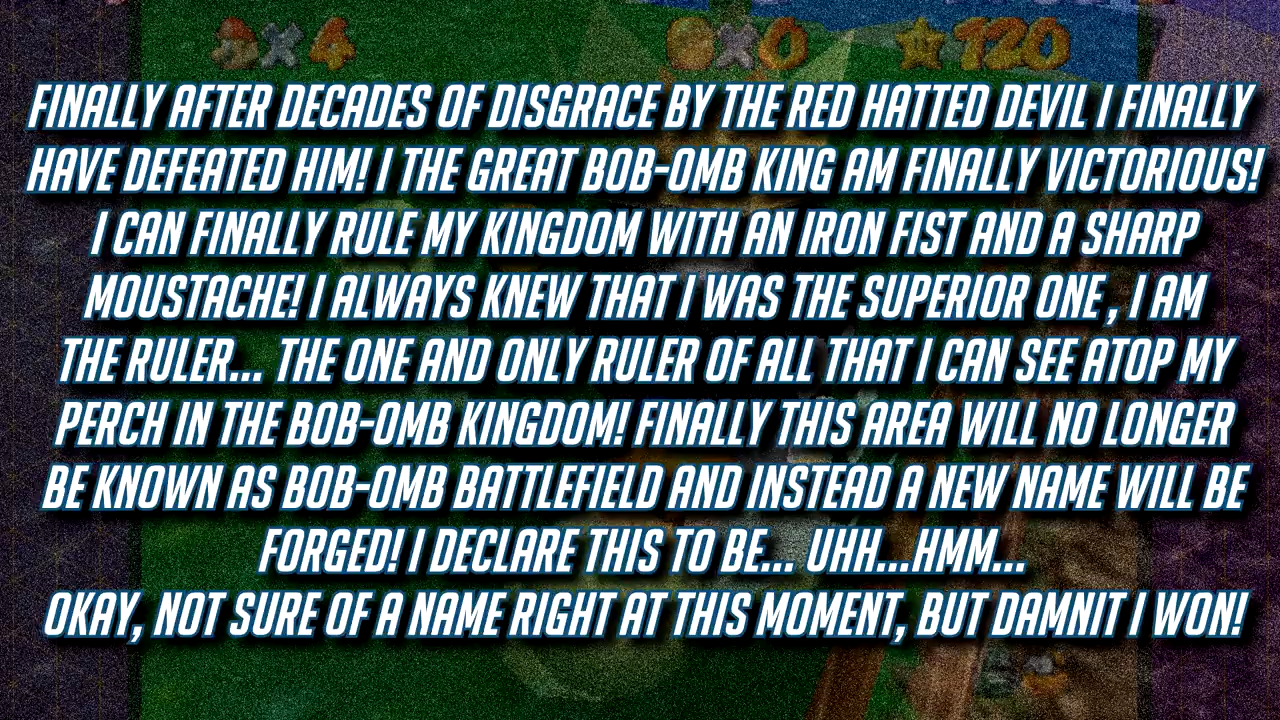 x4 x0 120
FINALLY AFTER DECADES OF DISGRACE BY THE RED HATTED DEVIL I FINALLY
HAVE DEFEATED HIM! I THE GREAT BOB-OMB KING AM FINALLY VICTORIOUS!
I CAN FINALLY RULE MY KINGDOM WITH AN IRON FIST AND A SHARP
MOUSTACHE! I ALWAYS KNEW THAT I WAS THE SUPERIOR ONE , I AM
THE RULER... THE ONE AND ONLY RULER OF ALL THAT I CAN SEE ATOP MY
PERCH IN THE BOB-OMB KINGDOM! FINALLY THIS AREA WILL NO LONGER
BE KNOWN AS BOB-OMB BATTLEFIELD AND INSTEAD A NEW NAME WILL BE
FORGED! I DECLARE THIS TO BE... UHH...HMM...
OKAY, NOT SURE OF A NAME RIGHT AT THIS MOMENT, BUT DAMNIT I WON!